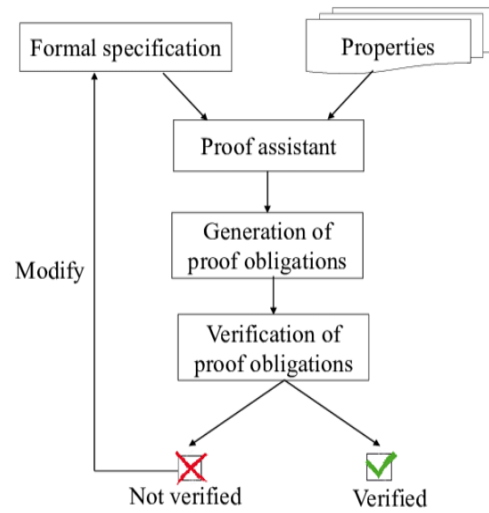 Formal specification
Properties
Proof assistant
Generation of
proof obligations
Modify
Verification of
proof obligations
Not verified
Verified